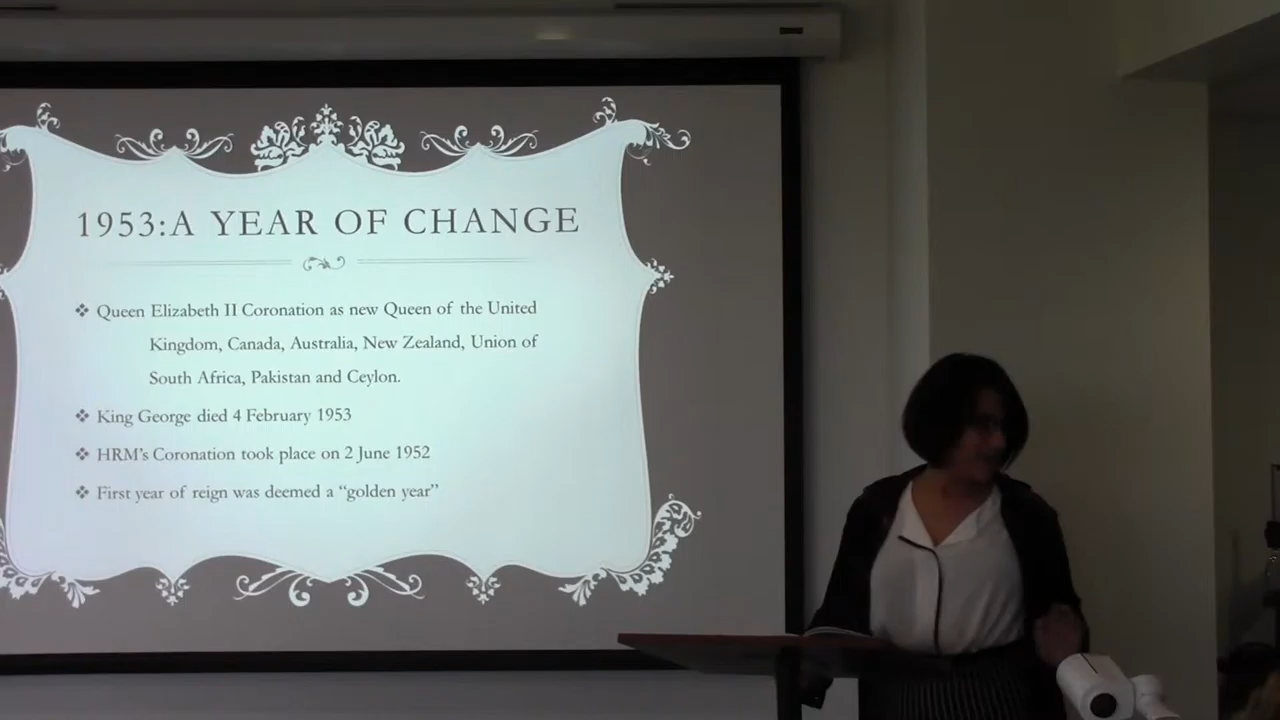 1953:A YEAR OF CHANGE
Queen Elizabeth II Coronation as new Queen of the United
Kingdom, Canada, Australia, New Zealand, Union of
South Africa, Pakistan and Ceylon.
King George died 4 February 1953
HRM's Coronation took place on 2 June 1952
First year of reign was deemed a “golden year”